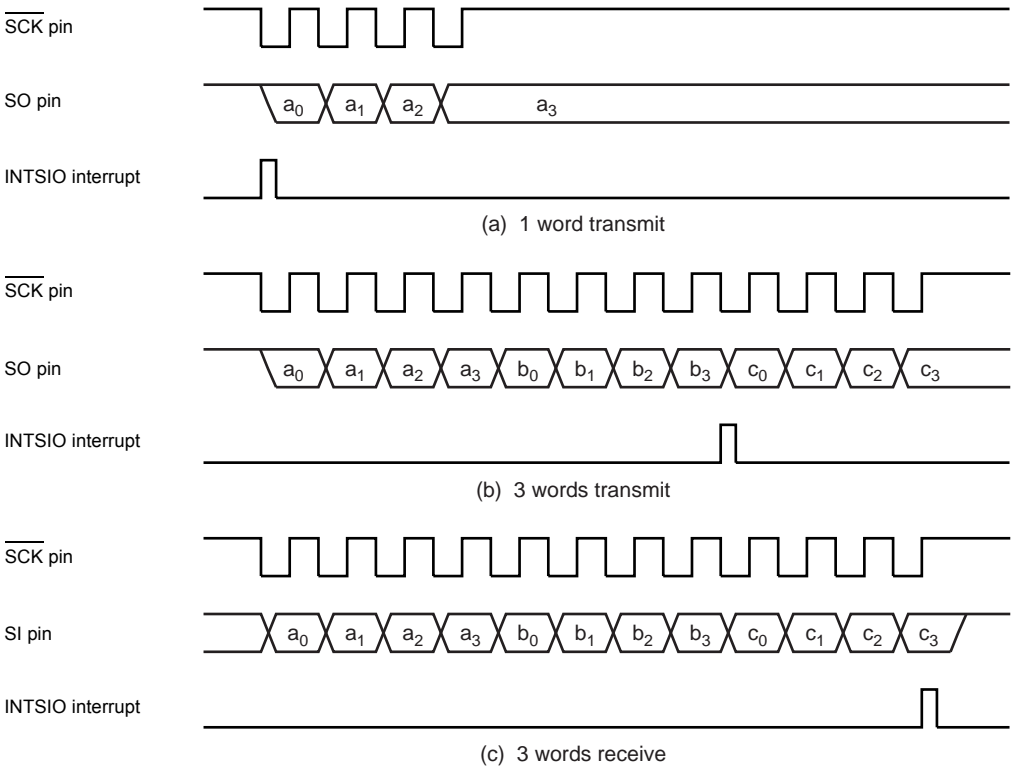 SCK pin
SO pin
a0 a1 a2 a3
INTSIO interrupt
(a) 1 word transmit
SCK pin
SO pin
a0 a1 a2 a3 b0 b1 b2 b3 c0 c1 c2 c3
INTSIO interrupt
(b) 3 words transmit
SCK pin
SI pin
a0 a1 a2 a3 b0 b1 b2 b3 c0 c1 c2 c3
INTSIO interrupt
(c) 3 words receive